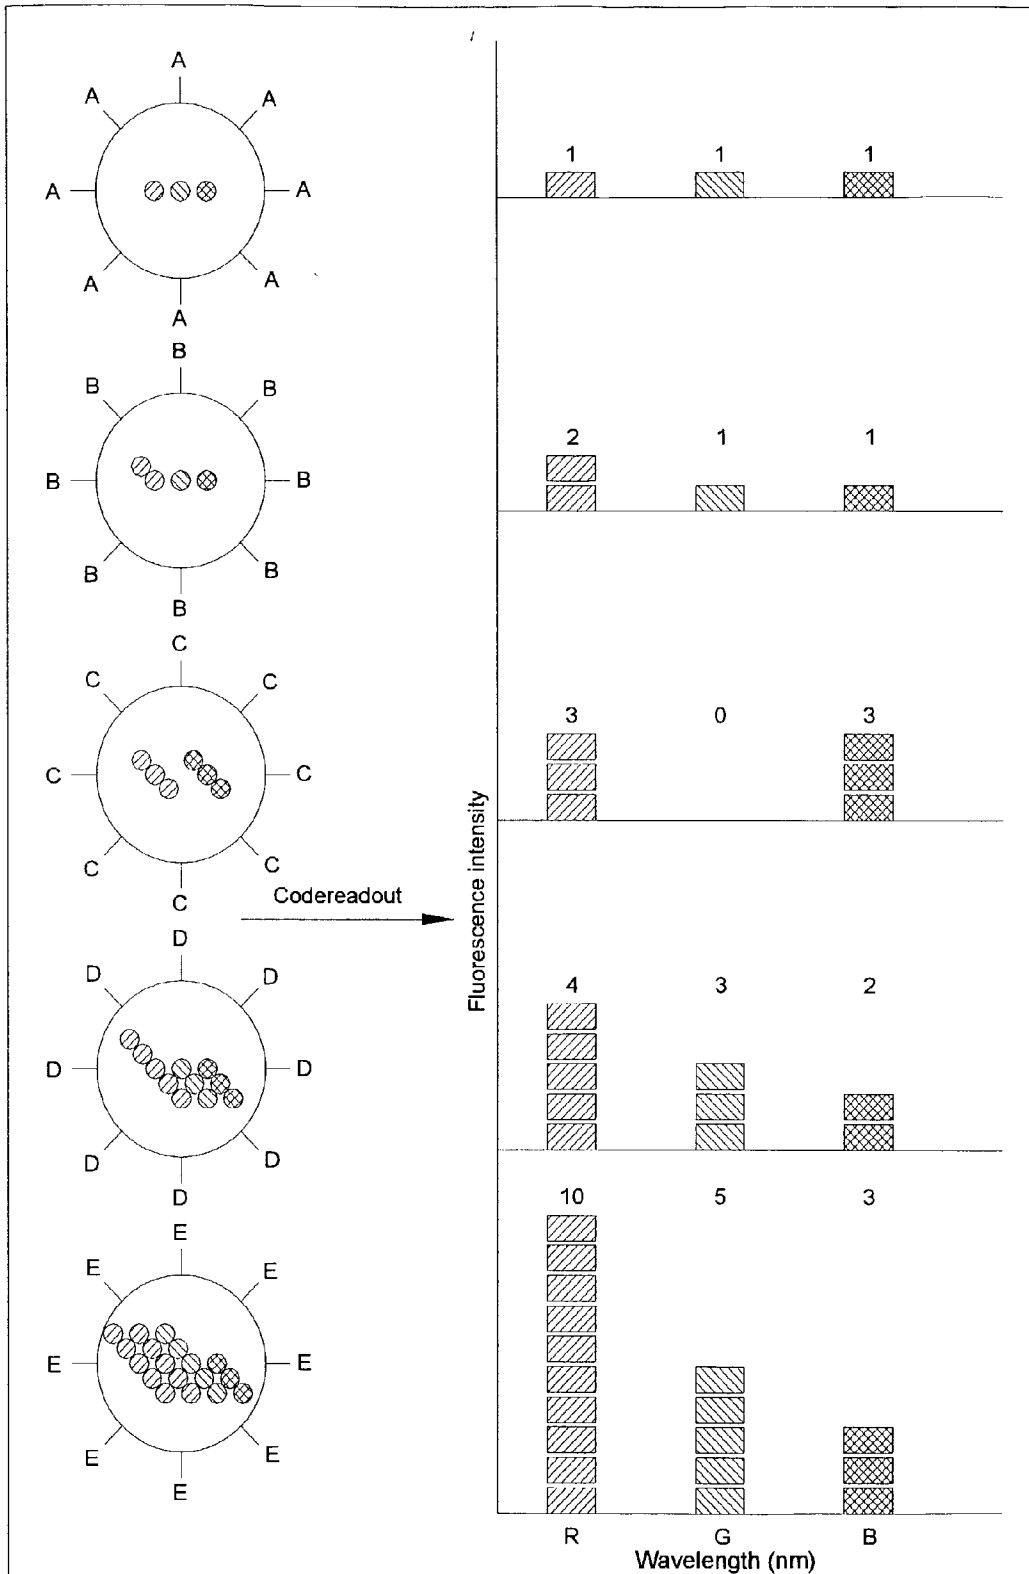 A
A A
A A
A A
A
1 1 1
B
B B
B B
B B
B
2 1 1
C
C C
C C
C C
C
3 0 3
Codereadout
Fluorescence intensity
D
D D
D D
D D
D
4 3 2
E
E E
E E
E E
E
10 5 3
R G B
Wavelength (nm)